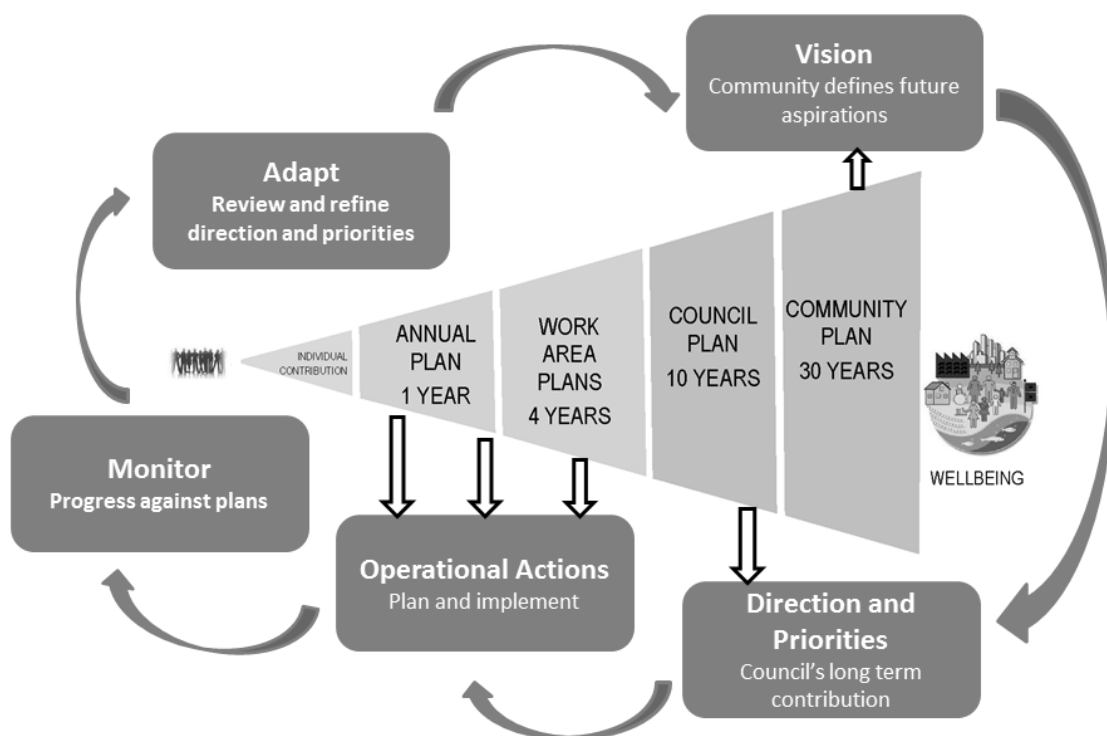 Vision
Community defines future
aspirations
Adapt
Review and refine
direction and priorities
INDIVIDUAL
CONTRIBUTION
ANNUAL
PLAN
1 YEAR
WORK
AREA
PLANS
4 YEARS
COUNCIL
PLAN
10 YEARS
COMMUNITY
PLAN
30 YEARS
WELLBEING
Monitor
Progress against plans
Operational Actions
Plan and implement
Direction and
Priorities
Council’s long term
contribution